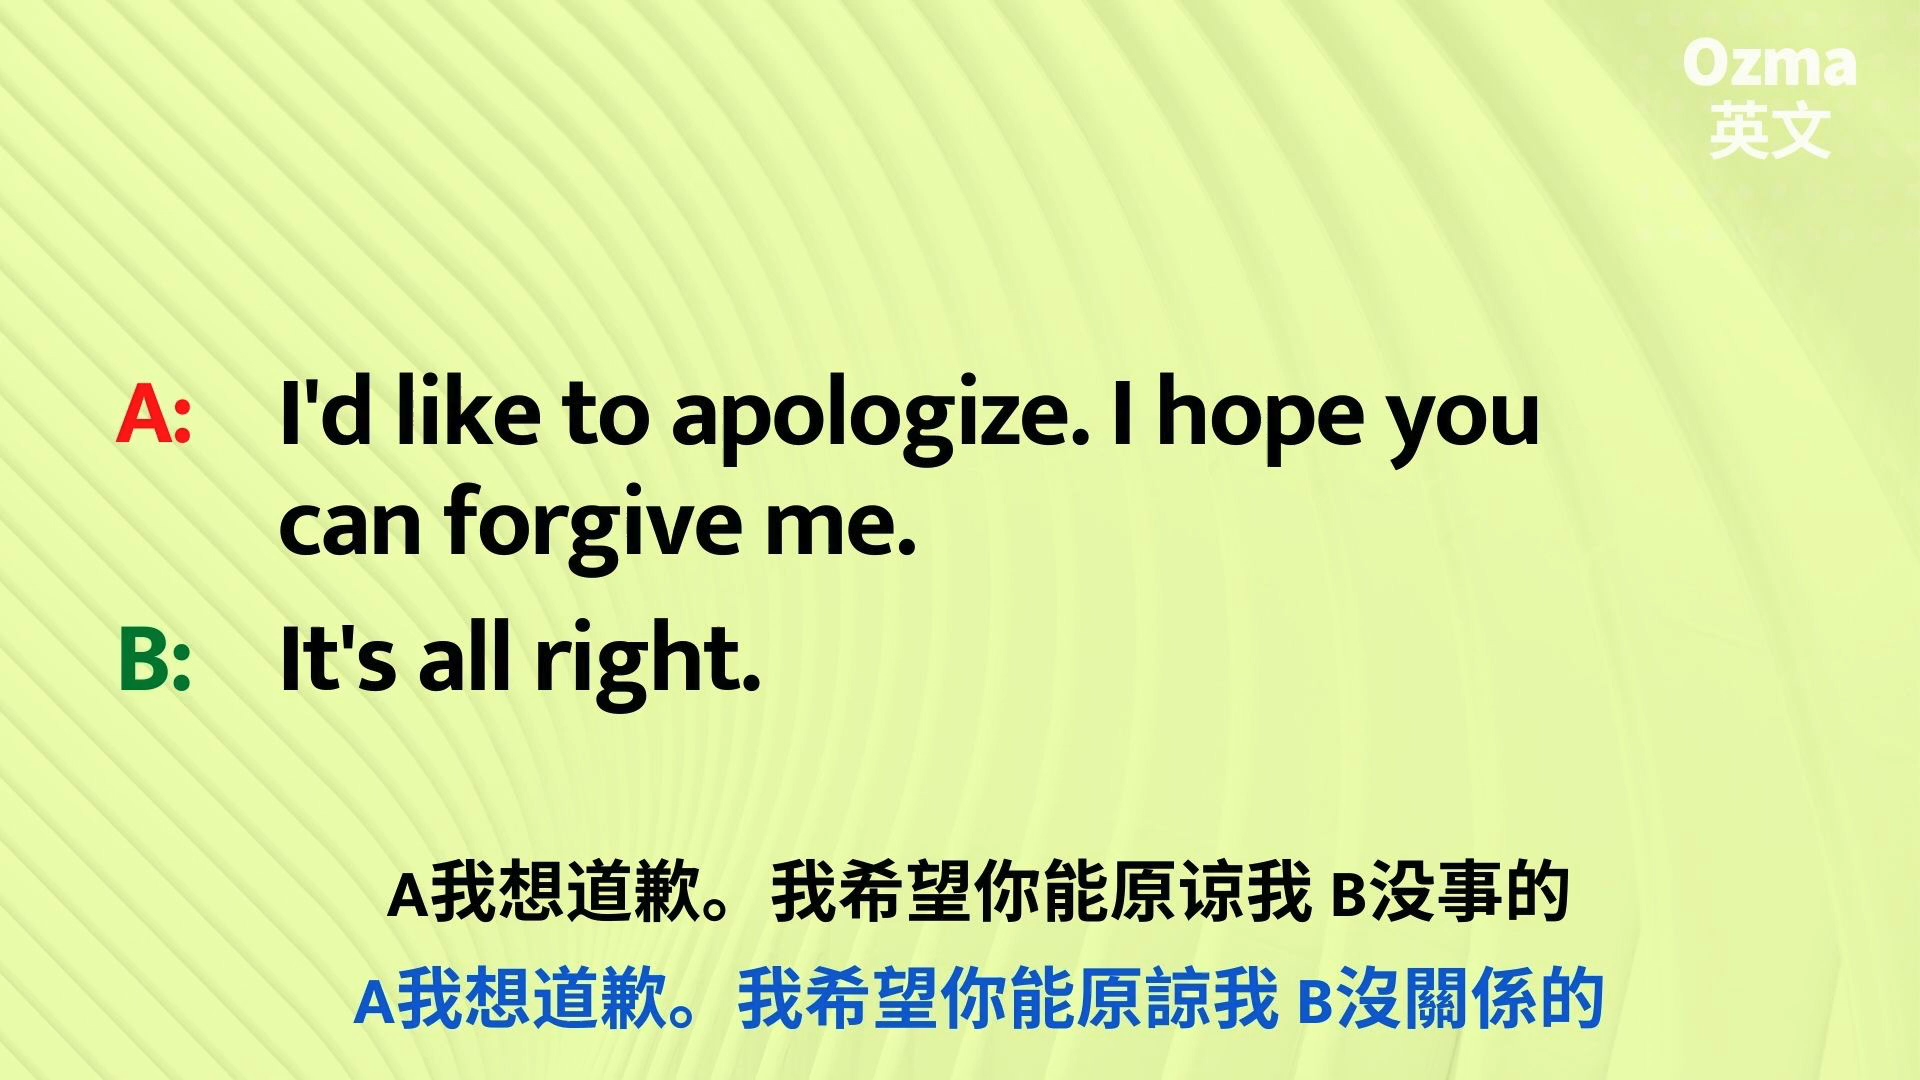 Ozma
英文
A: I'd like to apologize. I hope you
can forgive me.
B: It's all right.
A我想道歉。我希望你能原谅我 B没事的
A我想道歉。我希望你能原諒我 B沒關係的